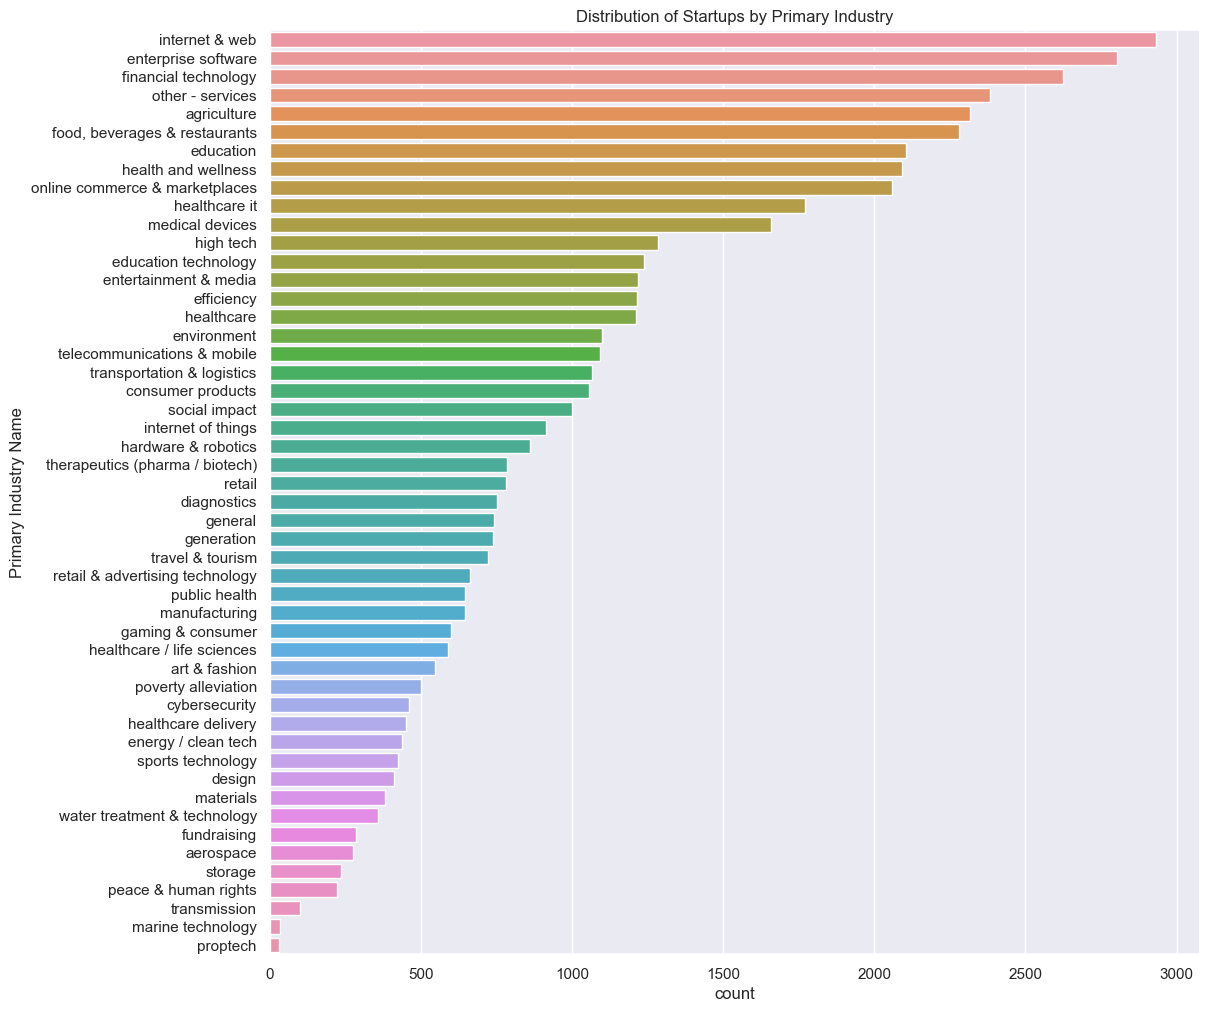 Distribution of Startups by Primary Industry
internet & web
enterprise software
financial technology
other - services
agriculture
food, beverages & restaurants
education
health and wellness
online commerce & marketplaces
healthcare it
medical devices
high tech
education technology
entertainment & media
efficiency
healthcare
environment
telecommunications & mobile
transportation & logistics
consumer products
social impact
internet of things
hardware & robotics
therapeutics (pharma / biotech)
retail
diagnostics
general
generation
travel & tourism
retail & advertising technology
public health
manufacturing
gaming & consumer
healthcare / life sciences
art & fashion
poverty alleviation
cybersecurity
healthcare delivery
energy / clean tech
sports technology
design
materials
water treatment & technology
fundraising
aerospace
storage
peace & human rights
transmission
marine technology
proptech
Primary Industry Name
0 500 1000 1500 2000 2500 3000
count